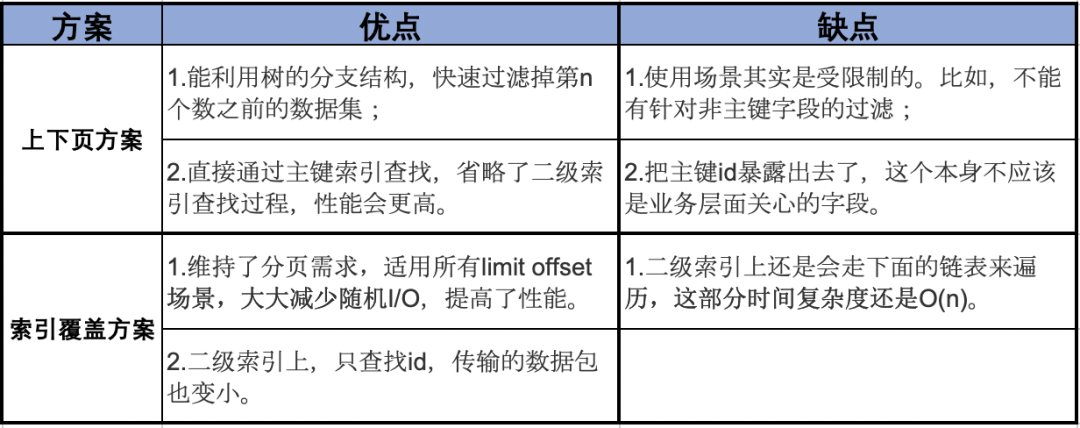 方案
优点
缺点
上下页方案
1.能利用树的分支结构，快速过滤掉第n
个数之前的数据集；
1.使用场景其实是受限制的。比如，不能
有针对非主键字段的过滤；
2.直接通过主键索引查找，省略了二级索
引查找过程，性能会更高。
2.把主键id暴露出去了，这个本身不应该
是业务层面关心的字段。
索引覆盖方案
1.维持了分页需求，适用所有limit offset
场景，大大减少随机I/O，提高了性能。
1.二级索引上还是会走下面的链表来遍
历，这部分时间复杂度还是O(n)。
2.二级索引上，只查找id，传输的数据包
也变小。